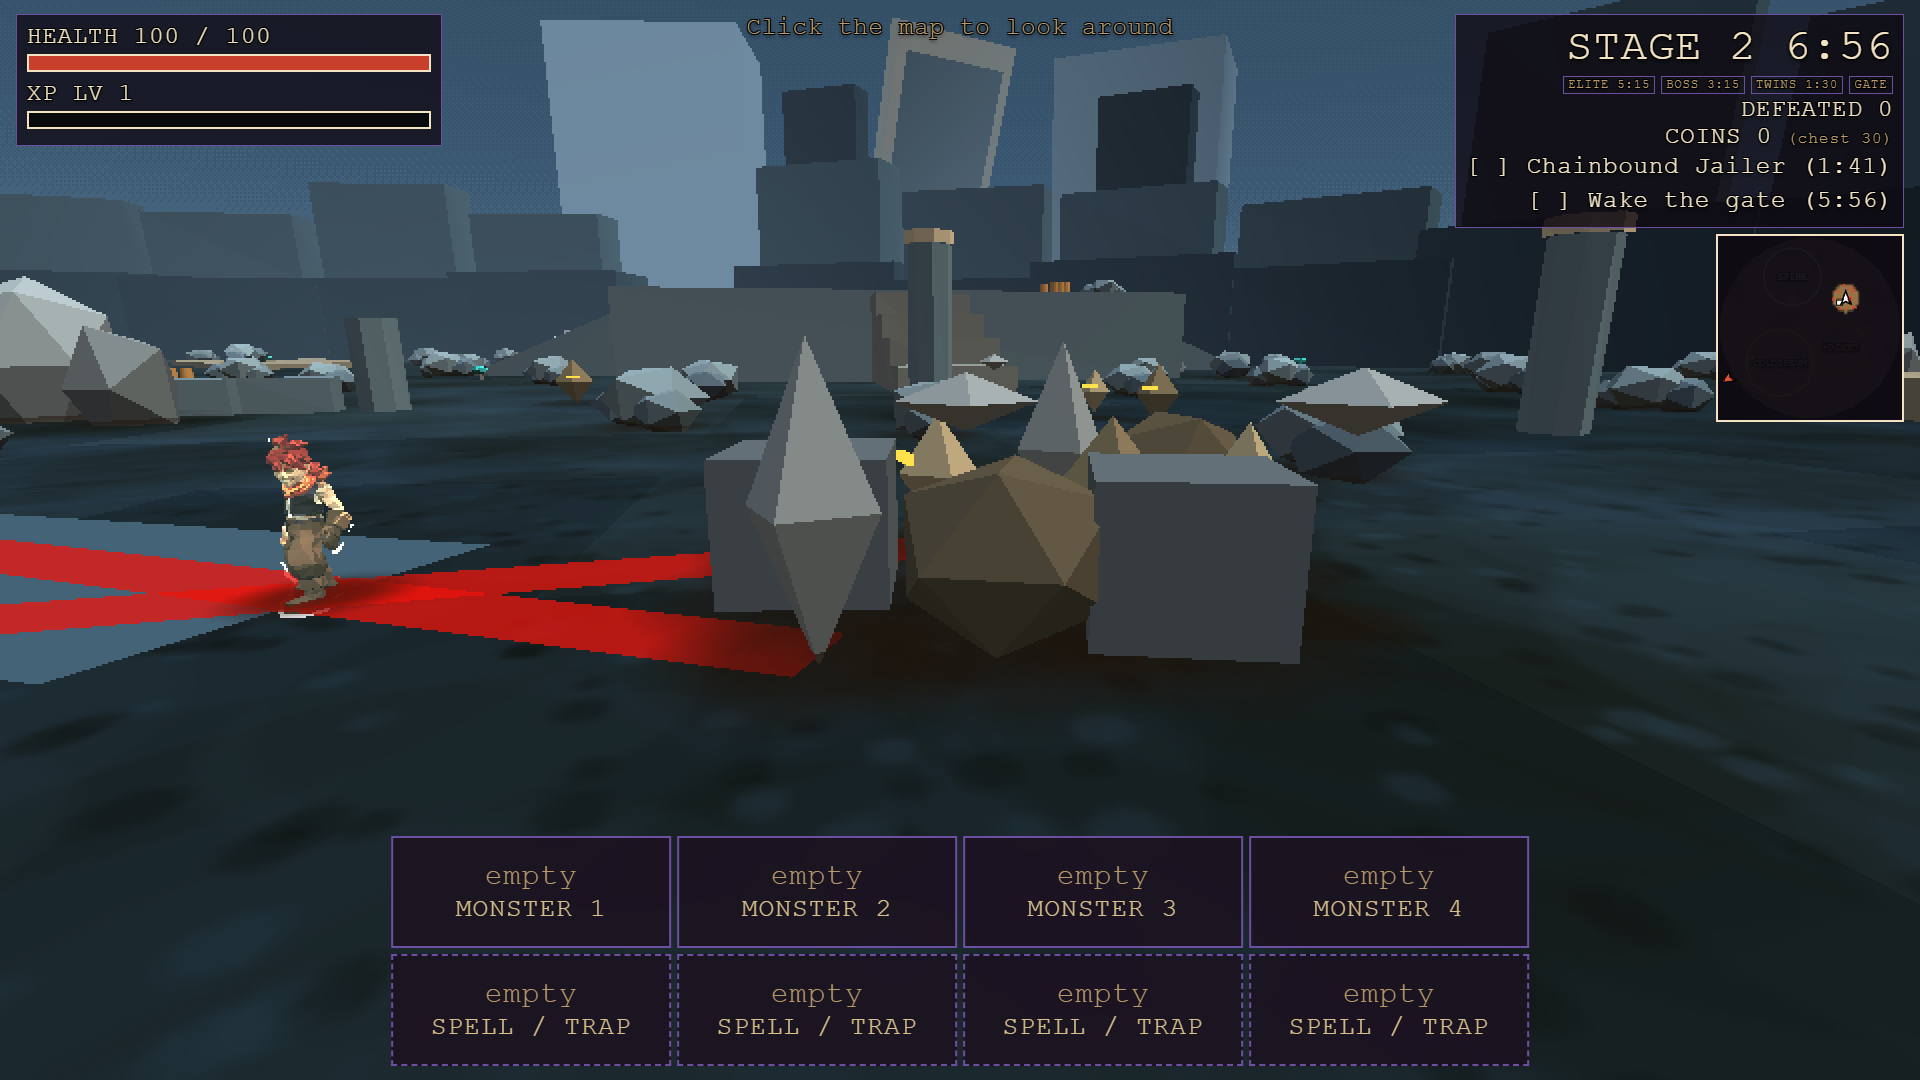 HEALTH 100 / 100
XP LV 1
Click the map to look around
STAGE 2 6:56
ELITE 5:15 BOSS 3:15 TWINS 1:30 GATE
DEFEATED 0
COINS 0 (chest 30)
[ ] Chainbound Jailer (1:41)
[ ] Wake the gate (5:56)
empty
MONSTER 1
empty
MONSTER 2
empty
MONSTER 3
empty
MONSTER 4
empty
SPELL / TRAP
empty
SPELL / TRAP
empty
SPELL / TRAP
empty
SPELL / TRAP